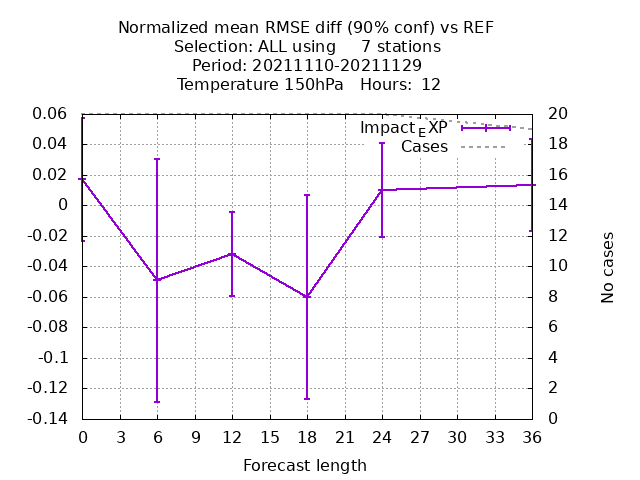 Normalized mean RMSE diff (90% conf) vs REF
Selection: ALL using     7 stations
Period: 20211110-20211129
Temperature 150hPa   Hours:  12
0.06
0.04
0.02
0
-0.02
-0.04
-0.06
-0.08
-0.1
-0.12
-0.14
Impact_EXP
Cases
20
18
16
14
12
10
8
6
4
2
0
No cases
0 3 6 9 12 15 18 21 24 27 30 33 36
Forecast length